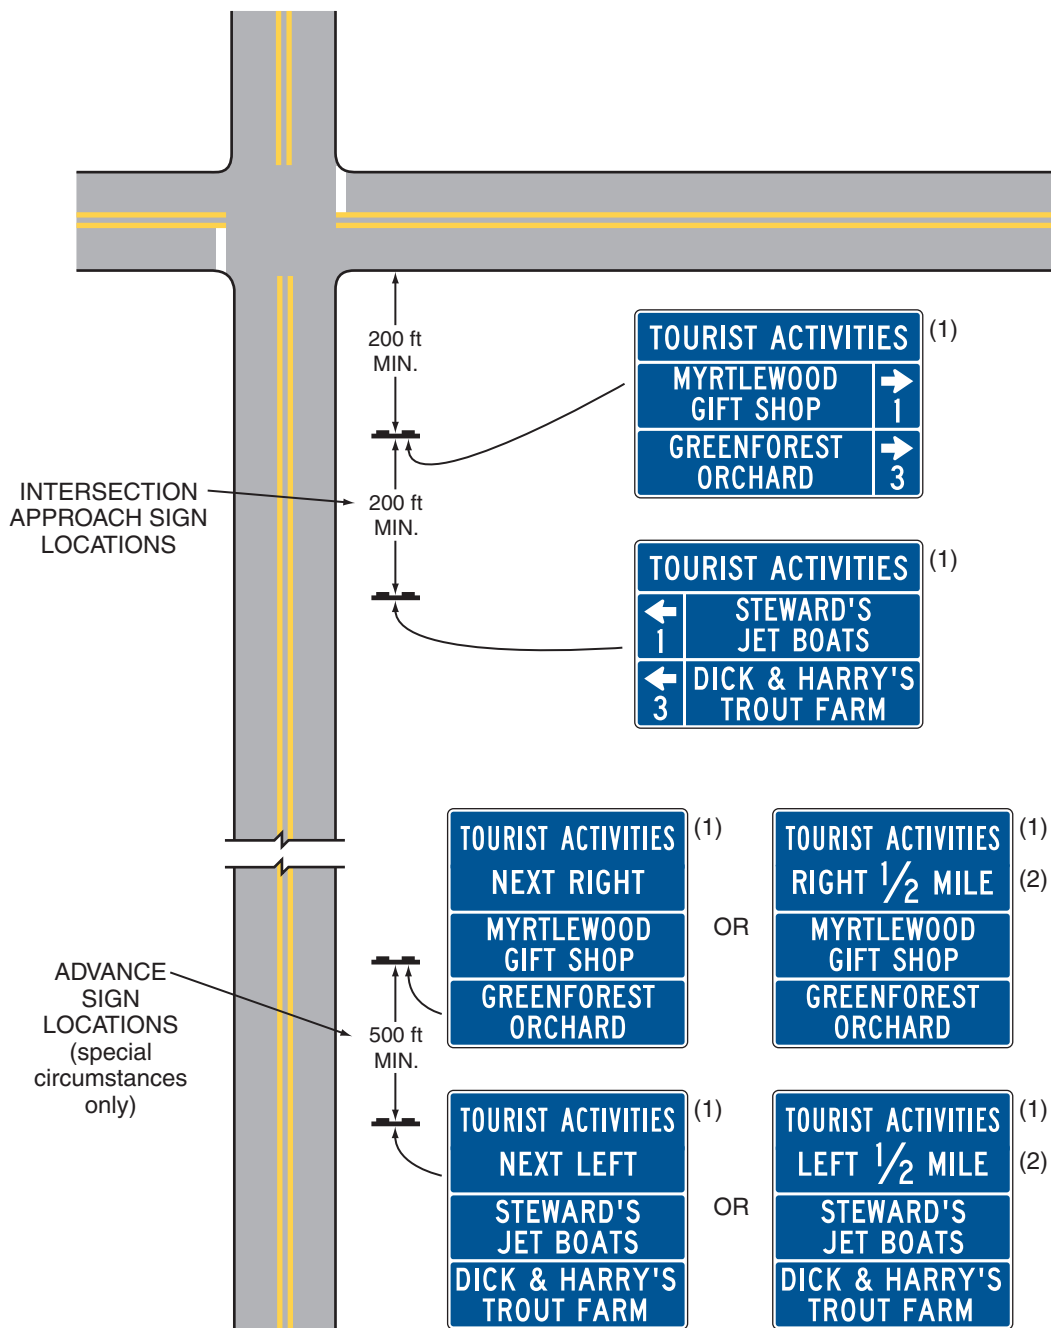 200 ft
MIN.
TOURIST ACTIVITIES (1)
MYRTLEWOOD
GIFT SHOP
1
GREENFOREST
ORCHARD
3
INTERSECTION
APPROACH SIGN
LOCATIONS
200 ft
MIN.
TOURIST ACTIVITIES (1)
1
STEWARD'S
JET BOATS
3
DICK & HARRY'S
TROUT FARM
TOURIST ACTIVITIES (1)
NEXT RIGHT
MYRTLEWOOD
GIFT SHOP
GREENFOREST
ORCHARD
OR
TOURIST ACTIVITIES (1)
RIGHT 1/2 MILE (2)
MYRTLEWOOD
GIFT SHOP
GREENFOREST
ORCHARD
ADVANCE
SIGN
LOCATIONS
(special
circumstances
only)
500 ft
MIN.
TOURIST ACTIVITIES (1)
NEXT LEFT
STEWARD'S
JET BOATS
DICK & HARRY'S
TROUT FARM
OR
TOURIST ACTIVITIES (1)
LEFT 1/2 MILE (2)
STEWARD'S
JET BOATS
DICK & HARRY'S
TROUT FARM